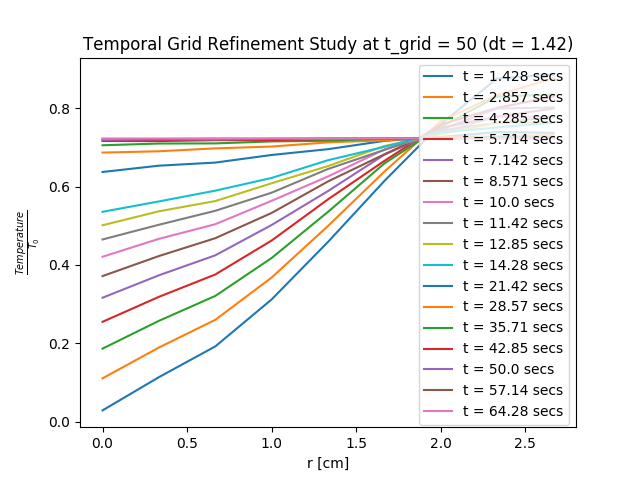 Temporal Grid Refinement Study at t_grid = 50 (dt = 1.42)
Temperature
T0
0.8
0.6
0.4
0.2
0.0
0.0 0.5 1.0 1.5 2.0 2.5
r [cm]
t = 1.428 secs
t = 2.857 secs
t = 4.285 secs
t = 5.714 secs
t = 7.142 secs
t = 8.571 secs
t = 10.0 secs
t = 11.42 secs
t = 12.85 secs
t = 14.28 secs
t = 21.42 secs
t = 28.57 secs
t = 35.71 secs
t = 42.85 secs
t = 50.0 secs
t = 57.14 secs
t = 64.28 secs